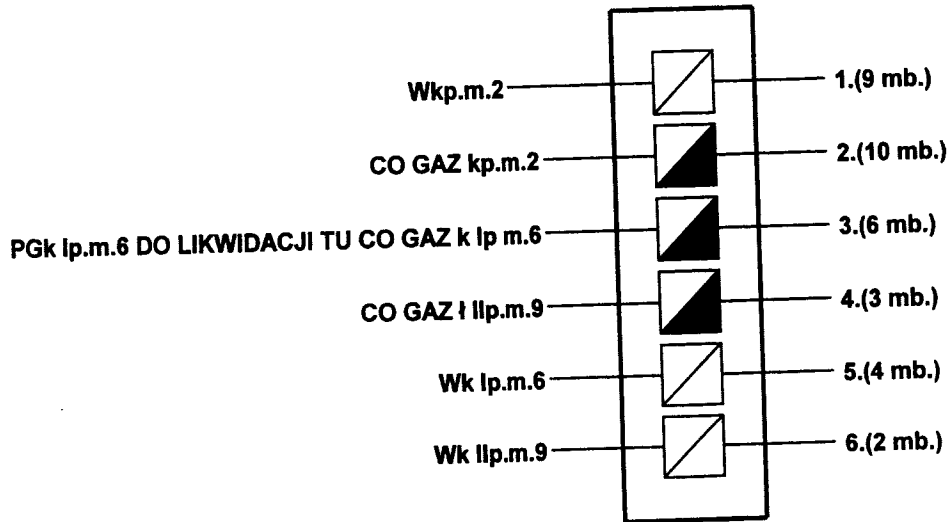 Wkp.m.2 1.(9 mb.)
CO GAZ kp.m.2 2.(10 mb.)
PGk Ip.m.6 DO LIKWIDACJI TU CO GAZ k Ip m.6 3.(6 mb.)
CO GAZ ł IIp.m.9 4.(3 mb.)
Wk Ip.m.6 5.(4 mb.)
Wk IIp.m.9 6.(2 mb.)